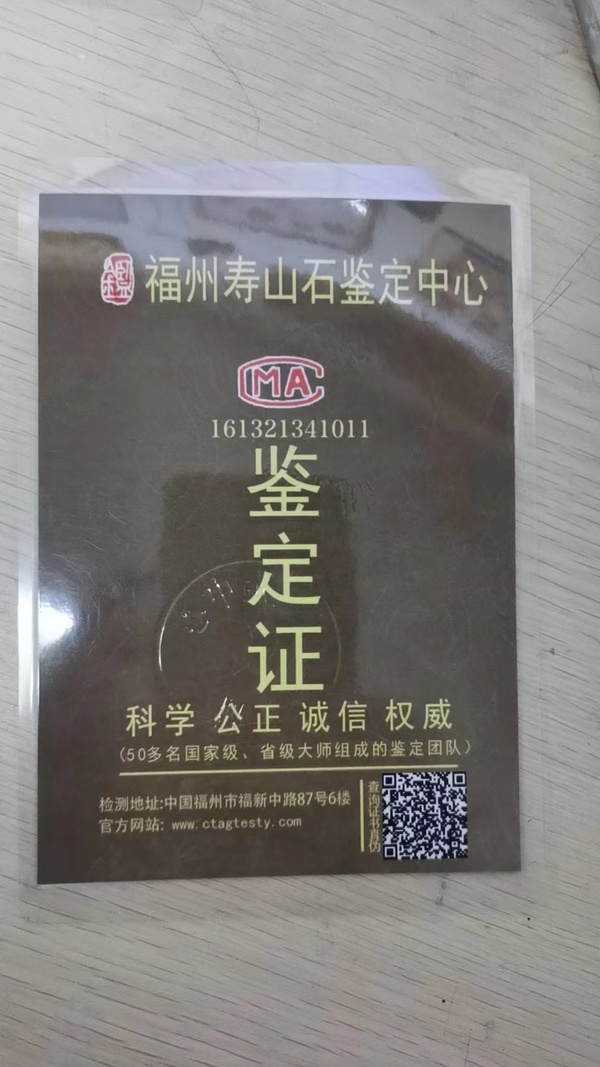 鉴
福州寿山石鉴定中心
CMA
161321341011
鉴定证
科学 公正 诚信 权威
(50多名国家级、省级大师组成的鉴定团队)
检测地址:中国福州市福新中路87号6楼
官方网站: www.ctagtesty.com
查询证书真伪